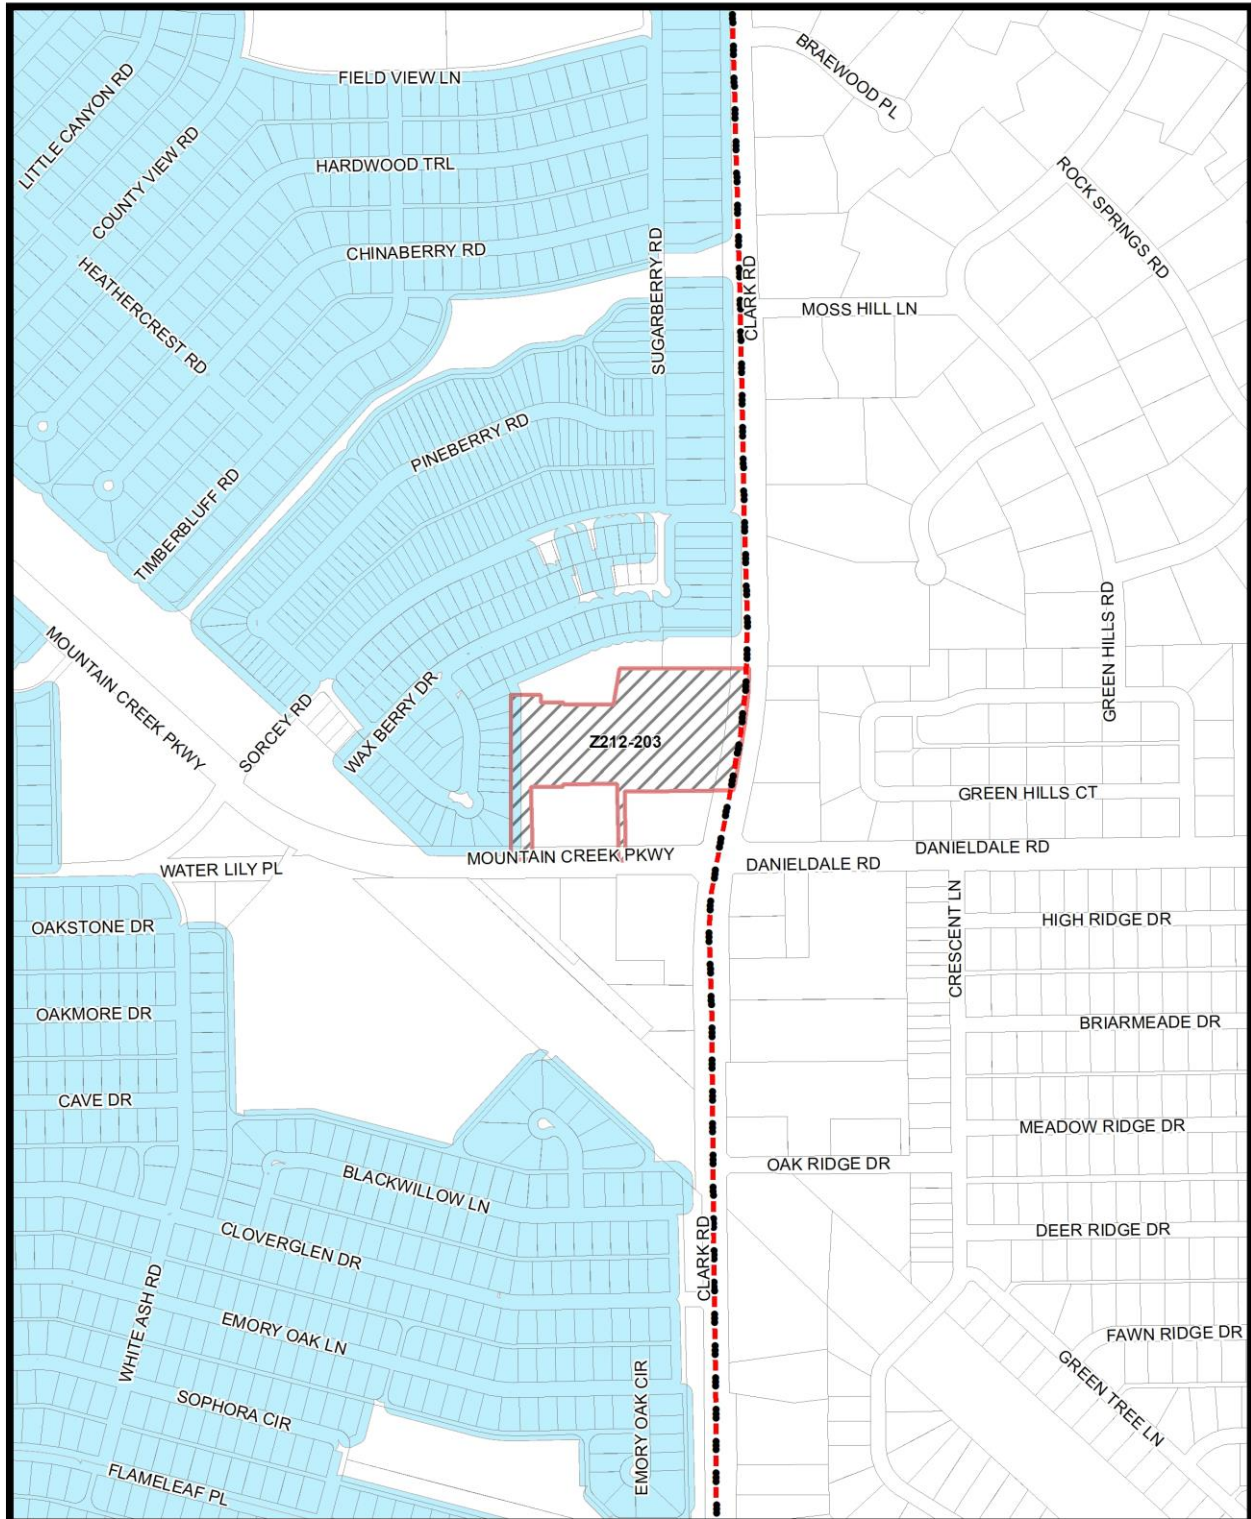 BRAEWOOD PL
FIELD VIEW LN
LITTLE CANYON RD
COUNTY VIEW RD
HARDWOOD TRL
ROCK SPRINGS RD
CHINABERRY RD
SUGARBERRY RD
CLARK RD
HEATHERCREST RD
MOSS HILL LN
PINEBERRY RD
TIMBERBLUFF RD
GREEN HILLS RD
MOUNTAIN CREEK PKWY
SORCEY RD
WAX BERRY DR
Z212-203
GREEN HILLS CT
MOUNTAIN CREEK PKWY
DANIELDALE RD
DANIELDALE RD
WATER LILY PL
OAKSTONE DR
CRESCENT LN
HIGH RIDGE DR
OAKMORE DR
BRIARMEADE DR
CAVE DR
MEADOW RIDGE DR
OAK RIDGE DR
BLACKWILLOW LN
CLOVERGLEN DR
CLARK RD
DEER RIDGE DR
WHITE ASH RD
EMORY OAK LN
FAWN RIDGE DR
GREEN TREE LN
SOPHORA CIR
EMORY OAK CIR
FLAMELEAF PL